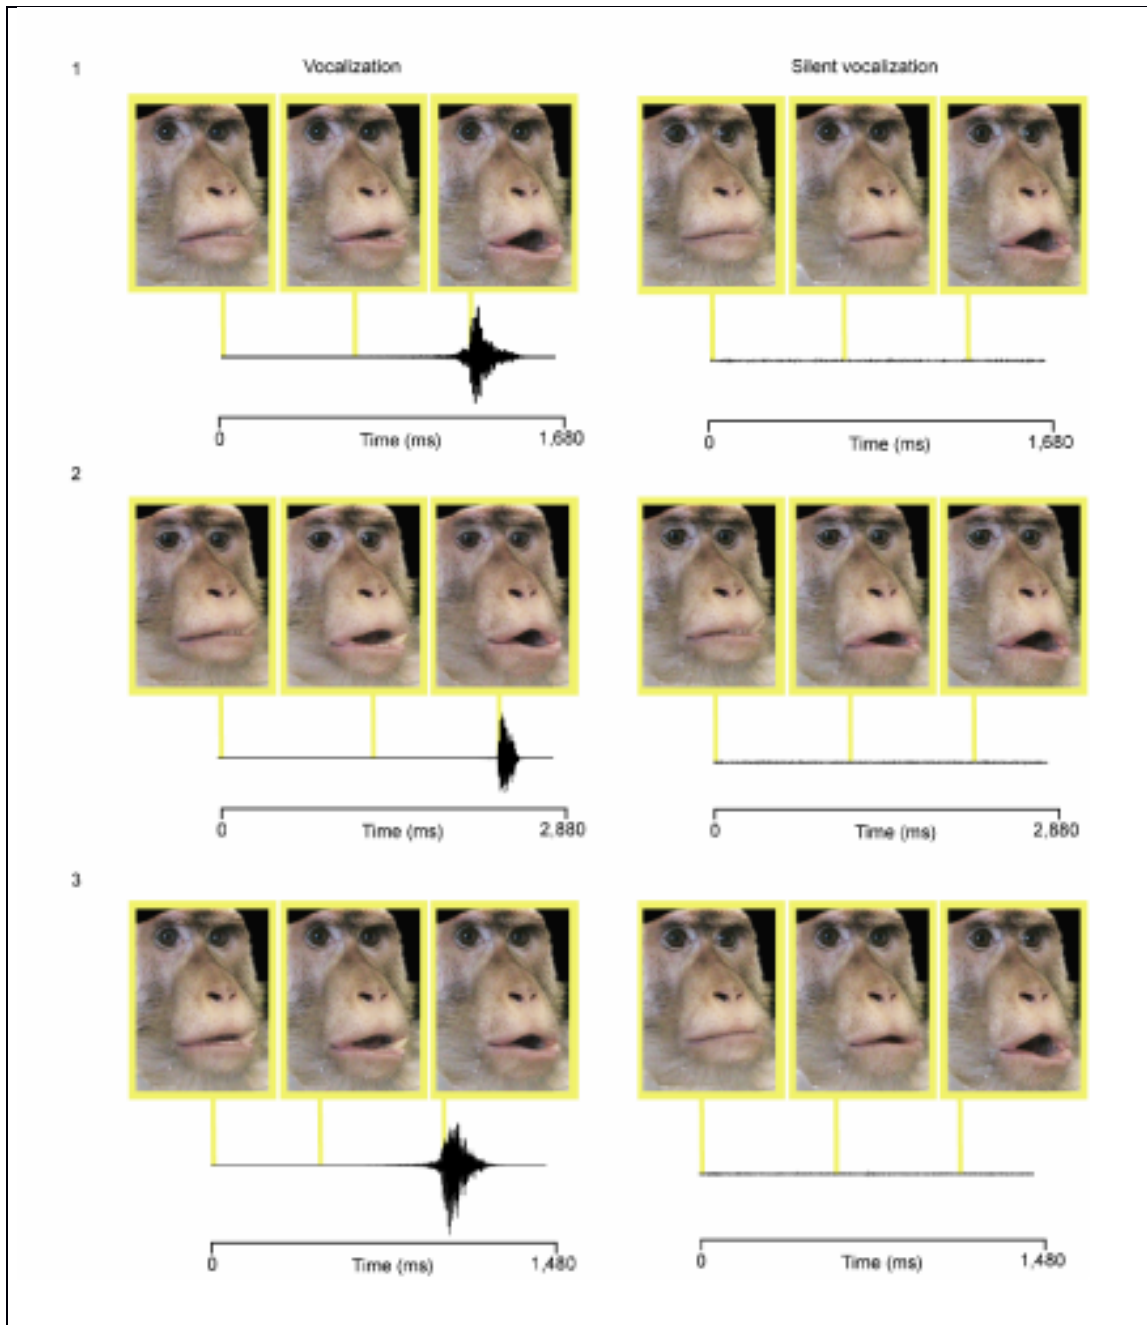 1
Vocalization Silent vocalization
0 Time (ms) 1,680 0 Time (ms) 1,680
2
0 Time (ms) 2,880 0 Time (ms) 2,880
3
0 Time (ms) 1,480 0 Time (ms) 1,480